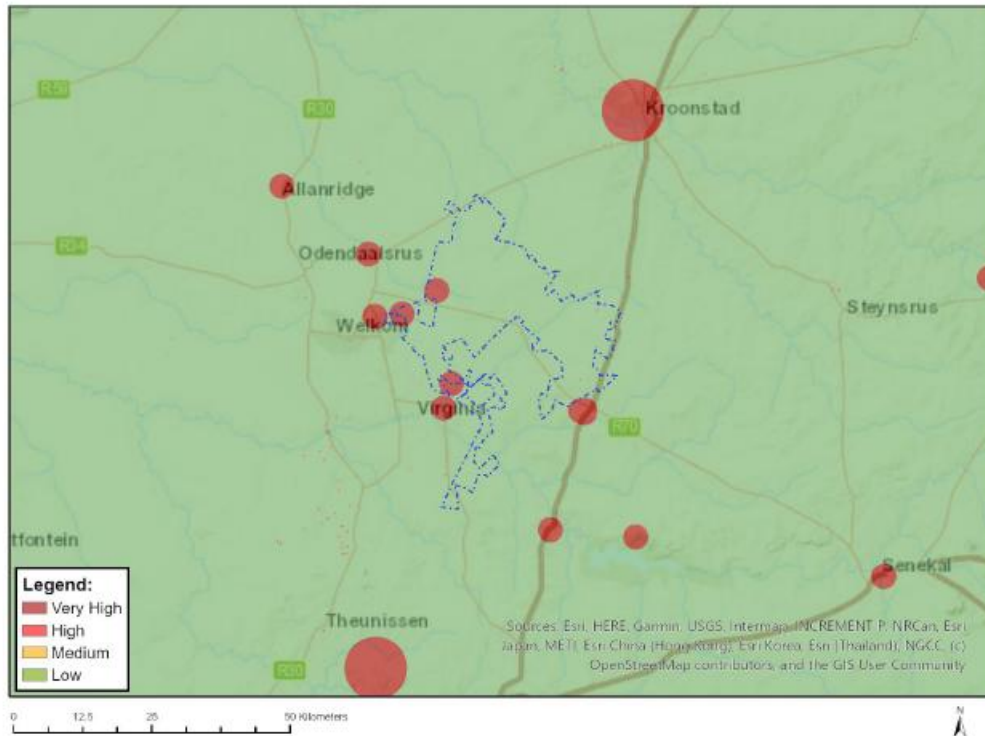 Kroonstad
R59
R30
Allanridge
Odendaalsrus
R34
Steynsrus
Welkom
Virginia
R70
tfontein
Senekal
Theunissen
R30
Legend:
Very High
High
Medium
Low
Sources: Esri, HERE, Garmin, USGS, Intermap, INCREMENT P, NRCan, Esri
Japan, METI, Esri China (Hong Kong), Esri Korea, Esri (Thailand), NGCC, (c)
OpenStreetMap contributors, and the GIS User Community
0 12.5 25 50 Kilometers
N